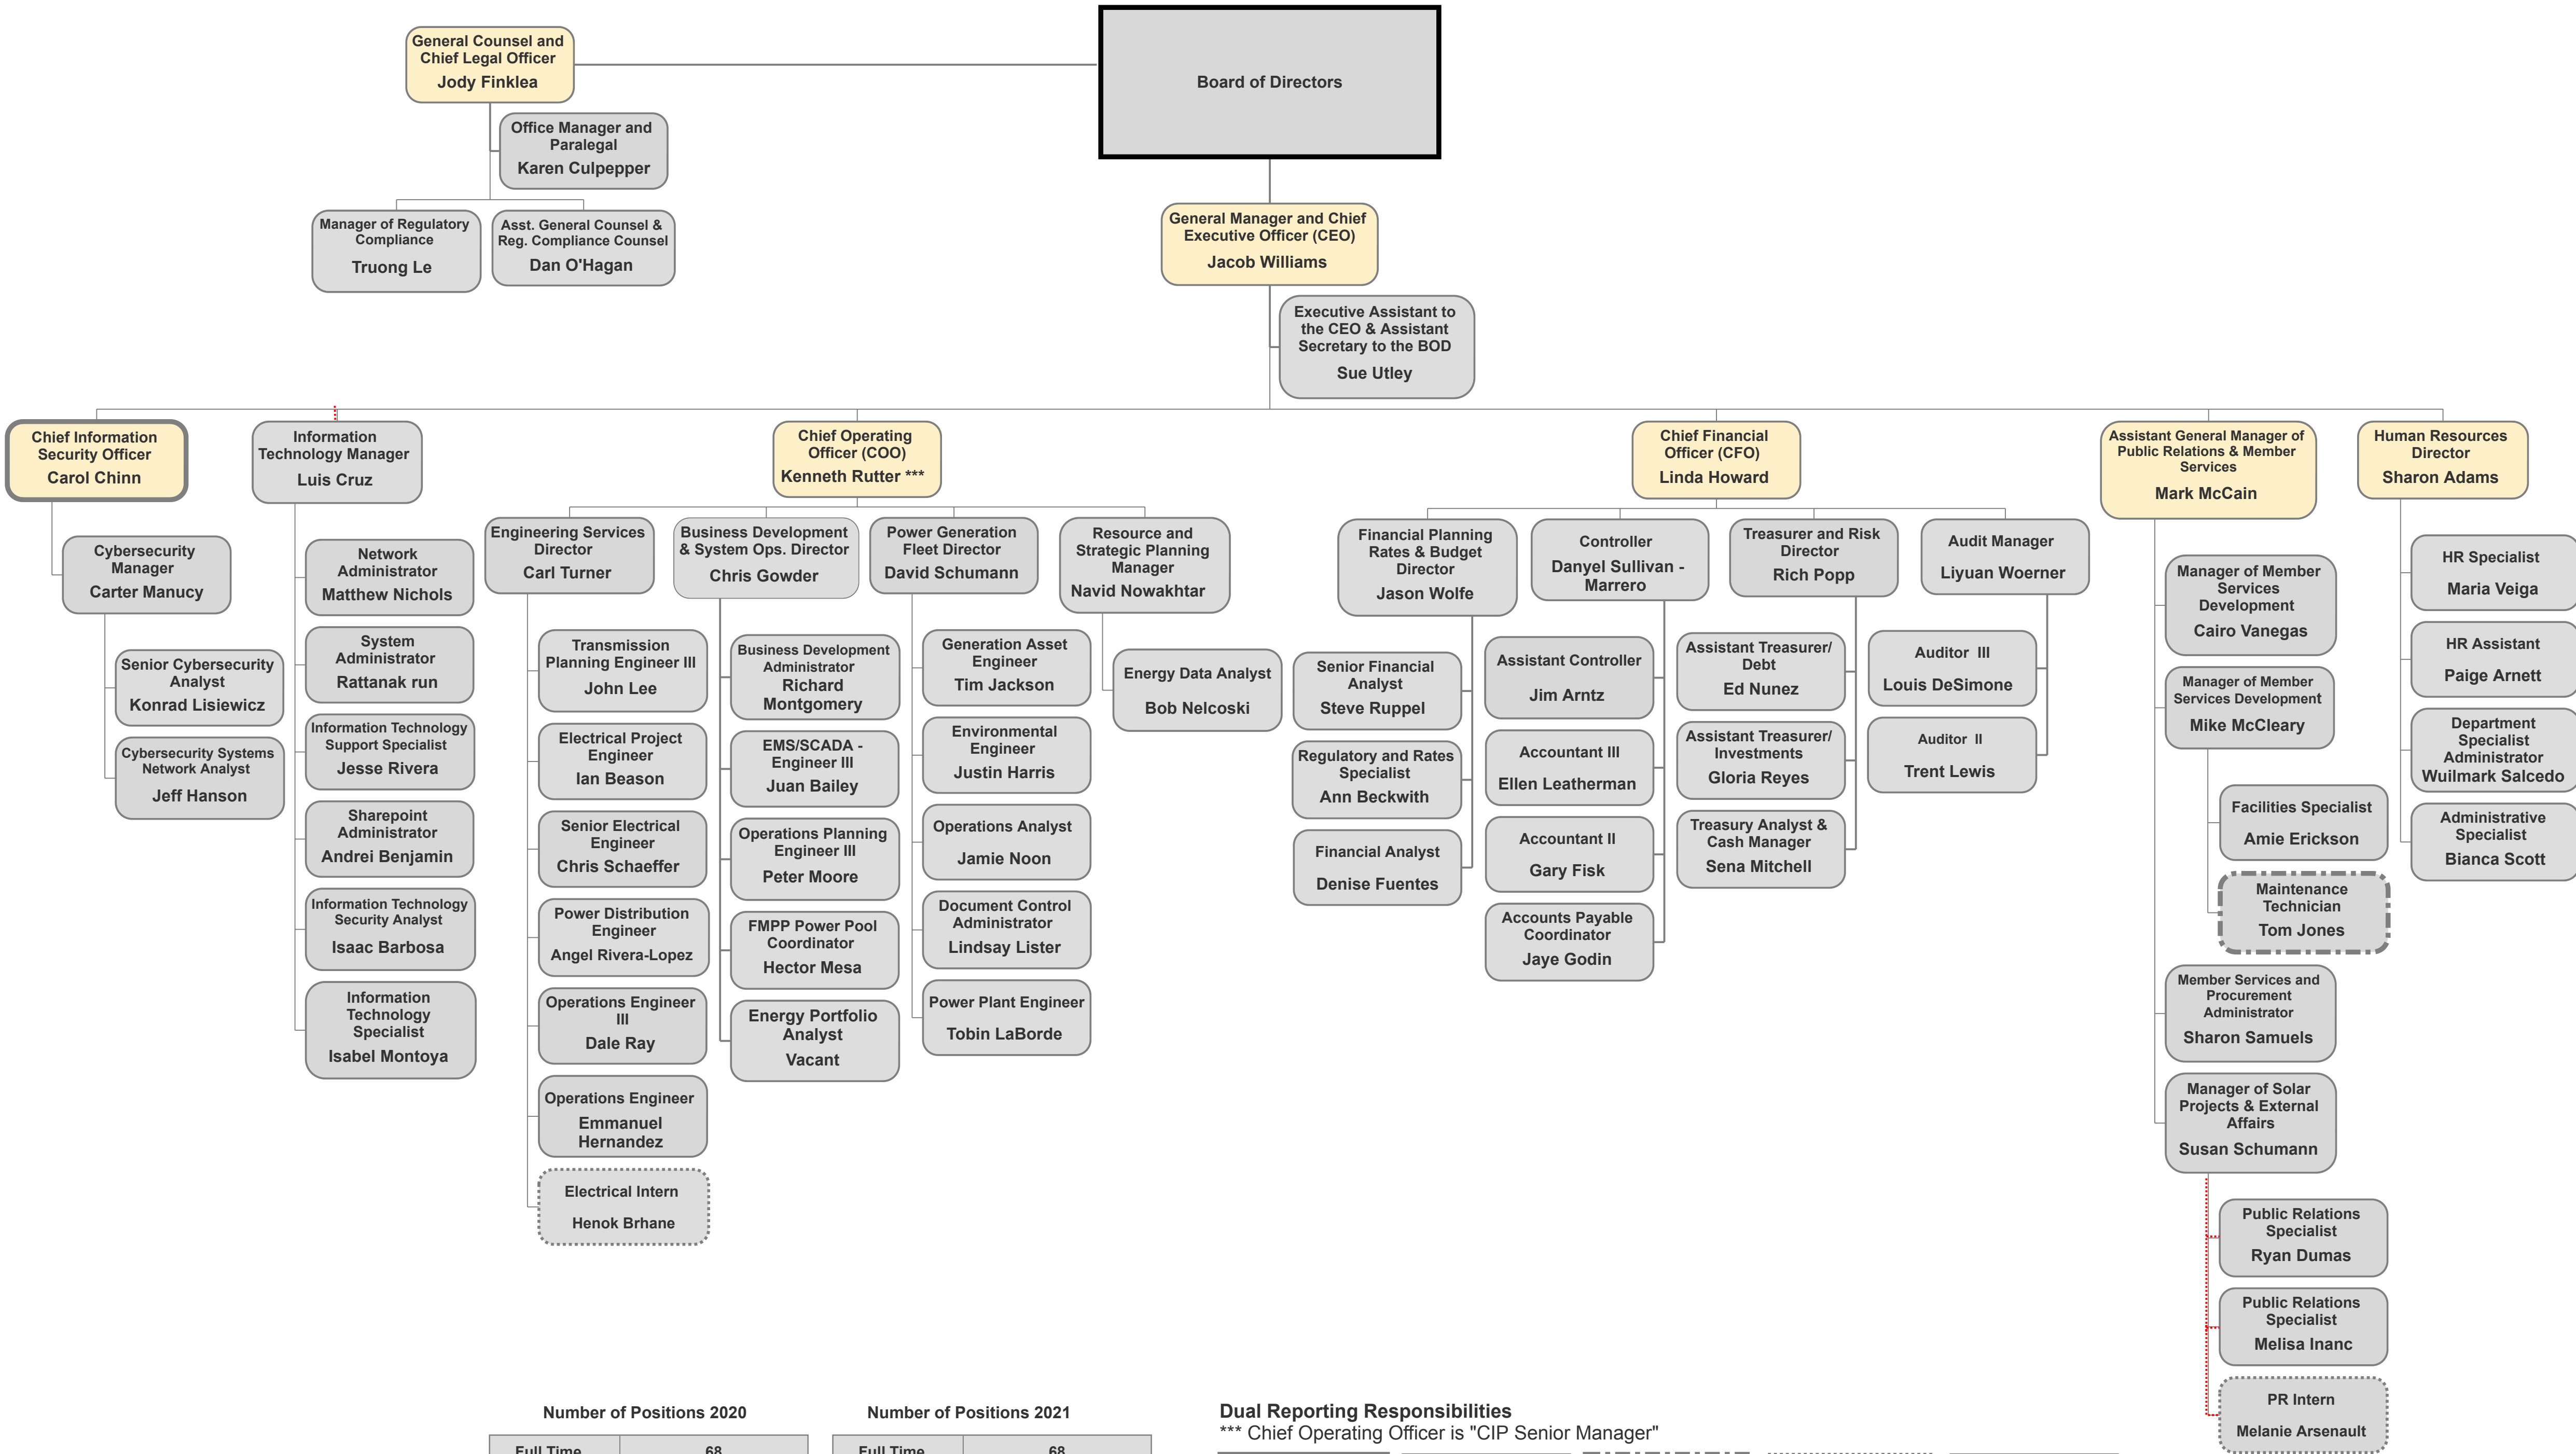 General Counsel and
Chief Legal Officer
Jody Finklea
Board of Directors
Office Manager and
Paralegal
Karen Culpepper
Manager of Regulatory
Compliance
Truong Le
Asst. General Counsel &
Reg. Compliance Counsel
Dan O'Hagan
General Manager and Chief
Executive Officer (CEO)
Jacob Williams
Executive Assistant to
the CEO & Assistant
Secretary to the BOD
Sue Utley
Chief Information
Security Officer
Carol Chinn
Cybersecurity
Manager
Carter Manucy
Senior Cybersecurity
Analyst
Konrad Lisiewicz
Cybersecurity Systems
Network Analyst
Jeff Hanson
Information
Technology Manager
Luis Cruz
Network
Administrator
Matthew Nichols
System
Administrator
Rattanak run
Information Technology
Support Specialist
Jesse Rivera
Sharepoint
Administrator
Andrei Benjamin
Information Technology
Security Analyst
Isaac Barbosa
Information
Technology
Specialist
Isabel Montoya
Chief Operating
Officer (COO)
Kenneth Rutter ***
Engineering Services
Director
Carl Turner
Transmission
Planning Engineer III
John Lee
Electrical Project
Engineer
Ian Beason
Senior Electrical
Engineer
Chris Schaeffer
Power Distribution
Engineer
Angel Rivera-Lopez
Operations Engineer
III
Dale Ray
Operations Engineer
Emmanuel
Hernandez
Electrical Intern
Henok Brhane
Business Development
& System Ops. Director
Chris Gowder
Business Development
Administrator
Richard
Montgomery
EMS/SCADA -
Engineer III
Juan Bailey
Operations Planning
Engineer III
Peter Moore
FMPP Power Pool
Coordinator
Hector Mesa
Energy Portfolio
Analyst
Vacant
Power Generation
Fleet Director
David Schumann
Generation Asset
Engineer
Tim Jackson
Environmental
Engineer
Justin Harris
Operations Analyst
Jamie Noon
Document Control
Administrator
Lindsay Lister
Power Plant Engineer
Tobin LaBorde
Resource and
Strategic Planning
Manager
Navid Nowakhtar
Energy Data Analyst
Bob Nelcoski
Chief Financial
Officer (CFO)
Linda Howard
Financial Planning
Rates & Budget
Director
Jason Wolfe
Senior Financial
Analyst
Steve Ruppel
Regulatory and Rates
Specialist
Ann Beckwith
Financial Analyst
Denise Fuentes
Controller
Danyel Sullivan -
Marrero
Assistant Controller
Jim Arntz
Accountant III
Ellen Leatherman
Accountant II
Gary Fisk
Accounts Payable
Coordinator
Jaye Godin
Treasurer and Risk
Director
Rich Popp
Assistant Treasurer/
Debt
Ed Nunez
Assistant Treasurer/
Investments
Gloria Reyes
Treasury Analyst &
Cash Manager
Sena Mitchell
Audit Manager
Liyuan Woerner
Auditor III
Louis DeSimone
Auditor II
Trent Lewis
Assistant General Manager of
Public Relations & Member
Services
Mark McCain
Manager of Member
Services
Development
Cairo Vanegas
Manager of Member
Services Development
Mike McCleary
Facilities Specialist
Amie Erickson
Maintenance
Technician
Tom Jones
Member Services and
Procurement
Administrator
Sharon Samuels
Manager of Solar
Projects & External
Affairs
Susan Schumann
Public Relations
Specialist
Ryan Dumas
Public Relations
Specialist
Melisa Inanc
PR Intern
Melanie Arsenault
Human Resources
Director
Sharon Adams
HR Specialist
Maria Veiga
HR Assistant
Paige Arnett
Department
Specialist
Administrator
Wuilmark Salcedo
Administrative
Specialist
Bianca Scott
Number of Positions 2020
Full Time 68
Number of Positions 2021
Full Time 68
Dual Reporting Responsibilities
*** Chief Operating Officer is "CIP Senior Manager"